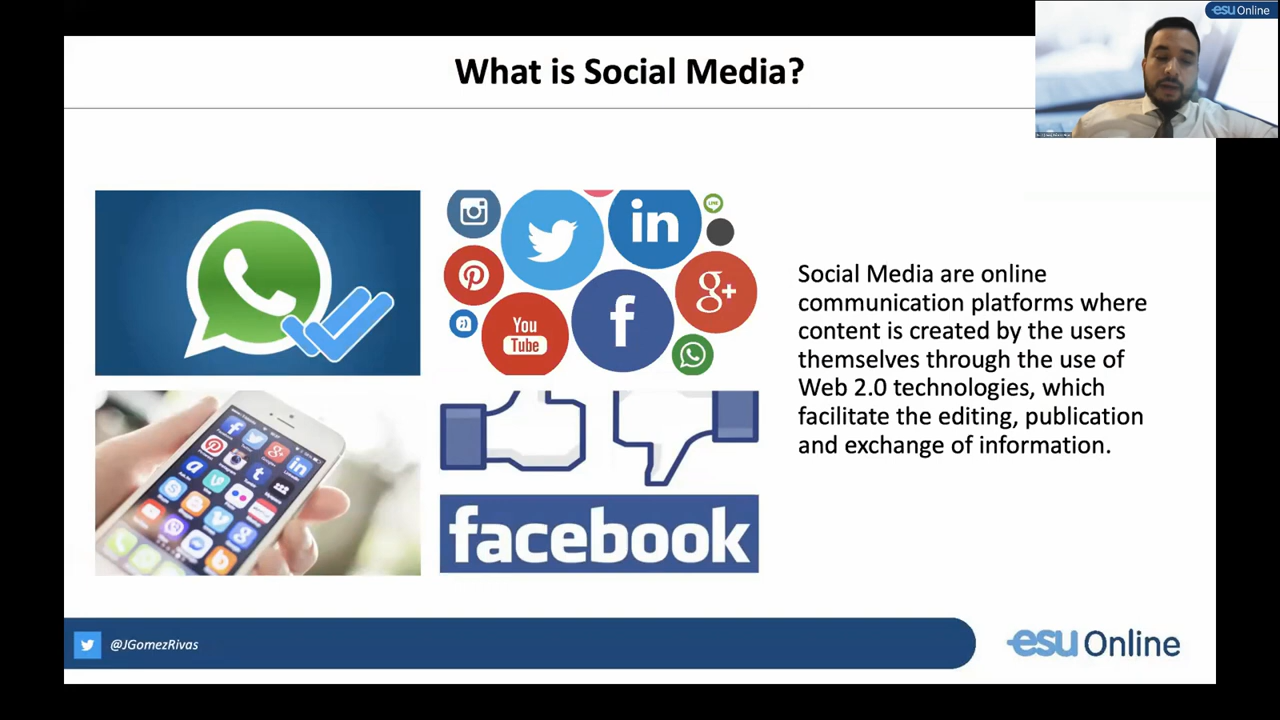 esu Online
What is Social Media?
LINE
You
Tube
in
f
g+
facebook
Social Media are online
communication platforms where
content is created by the users
themselves through the use of
Web 2.0 technologies, which
facilitate the editing, publication
and exchange of information.
@JGomezRivas
esu Online